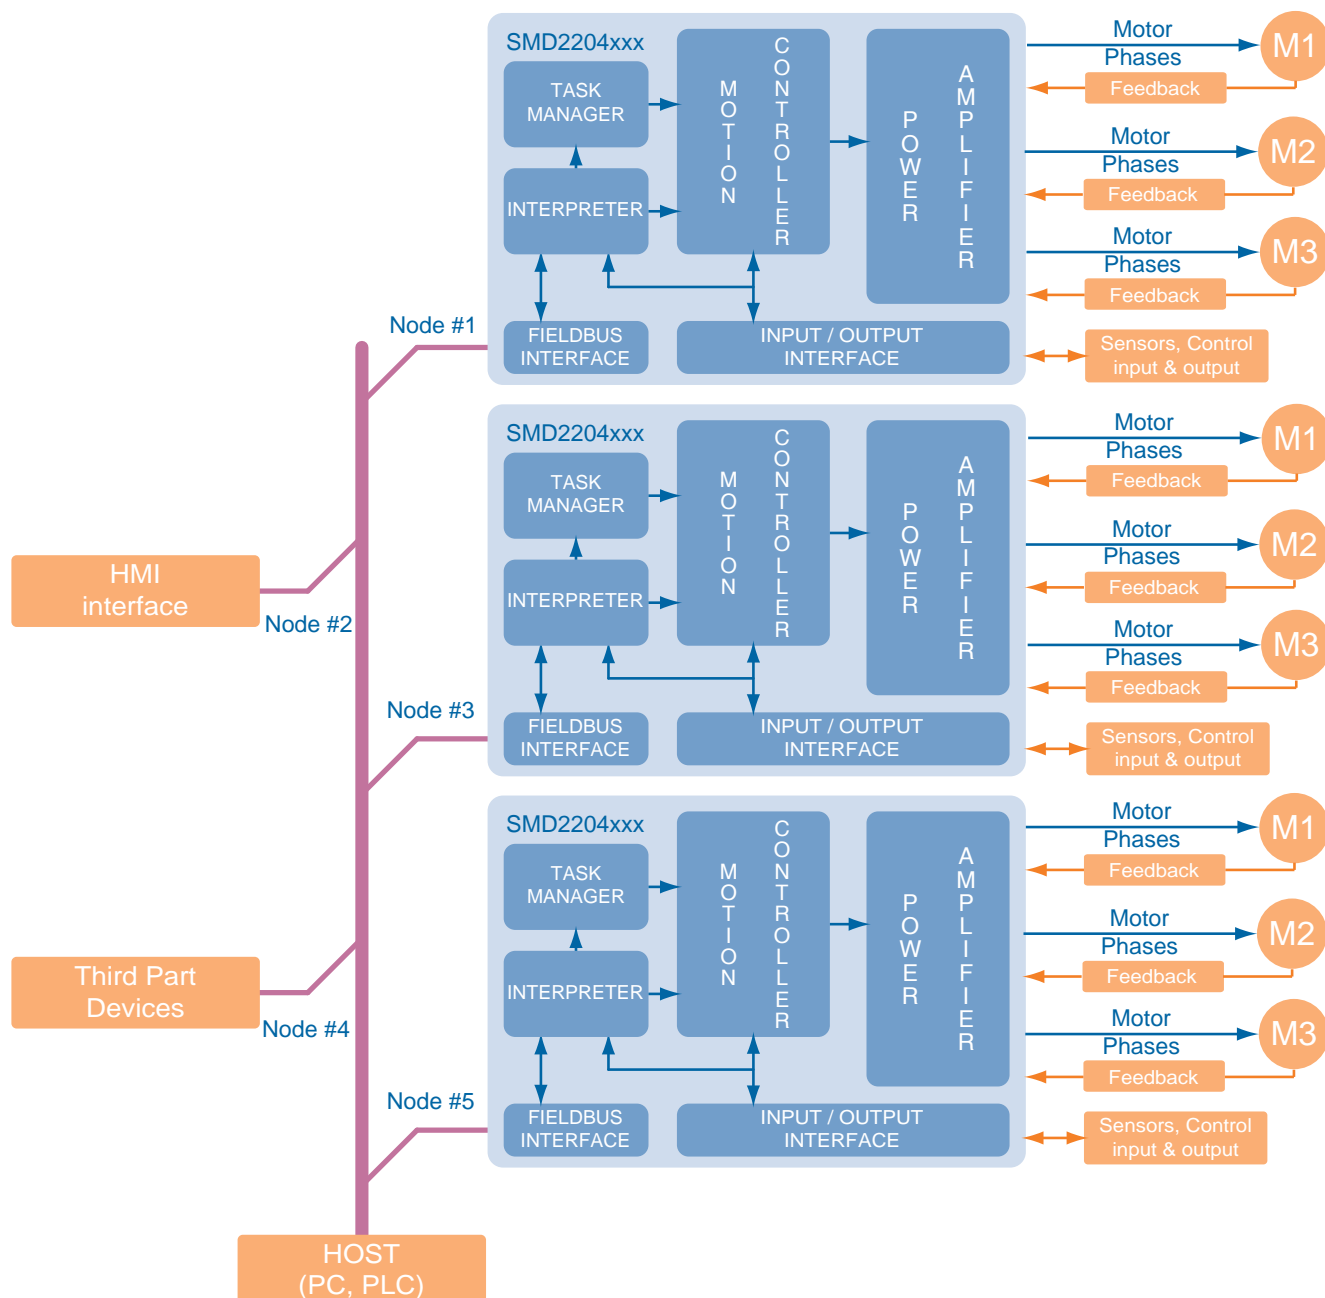 SMD2204xxx
TASK
MANAGER
INTERPRETER
MOTION
CONTROLLER
POWER
AMPLIFIER
FIELDBUS
INTERFACE
INPUT / OUTPUT
INTERFACE
Motor
Phases
M1
Feedback
Motor
Phases
M2
Feedback
Motor
Phases
M3
Feedback
Sensors, Control
input & output
Node #1
SMD2204xxx
TASK
MANAGER
INTERPRETER
MOTION
CONTROLLER
POWER
AMPLIFIER
FIELDBUS
INTERFACE
INPUT / OUTPUT
INTERFACE
Motor
Phases
M1
Feedback
Motor
Phases
M2
Feedback
Motor
Phases
M3
Feedback
Sensors, Control
input & output
HMI
interface
Node #2
Node #3
SMD2204xxx
TASK
MANAGER
INTERPRETER
MOTION
CONTROLLER
POWER
AMPLIFIER
FIELDBUS
INTERFACE
INPUT / OUTPUT
INTERFACE
Motor
Phases
M1
Feedback
Motor
Phases
M2
Feedback
Motor
Phases
M3
Feedback
Sensors, Control
input & output
Third Part
Devices
Node #4
Node #5
HOST
(PC, PLC)